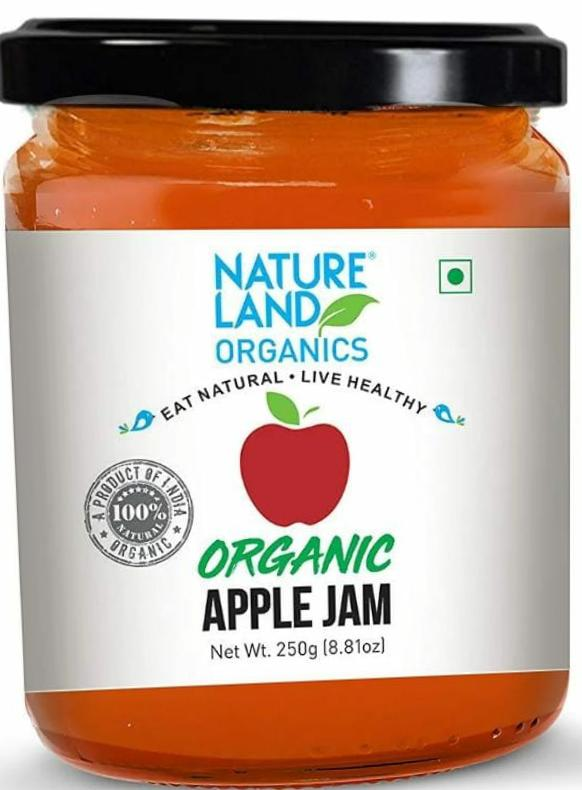 NATURE®
LAND
ORGANICS
EAT NATURAL • LIVE HEALTHY
A PRODUCT OF INDIA
100%
NATURAL
ORGANIC
ORGANIC
APPLE JAM
Net Wt. 250g (8.81oz)